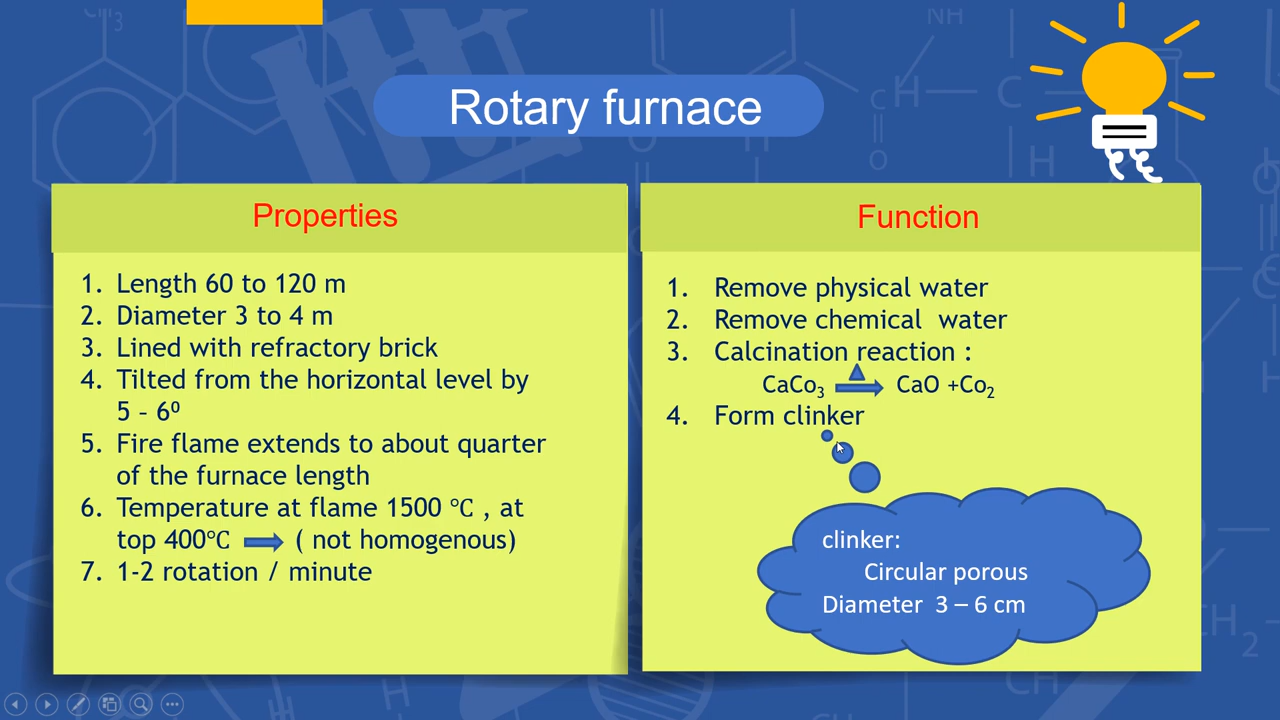 Rotary furnace
Properties
1. Length 60 to 120 m
2. Diameter 3 to 4 m
3. Lined with refractory brick
4. Tilted from the horizontal level by
5 – 6⁰
5. Fire flame extends to about quarter
of the furnace length
6. Temperature at flame 1500 ℃ , at
top 400℃ ( not homogenous)
7. 1-2 rotation / minute
Function
1. Remove physical water
2. Remove chemical water
3. Calcination reaction :
CaCo₃ CaO +Co₂
4. Form clinker
clinker:
Circular porous
Diameter 3 – 6 cm
CH₃
NH
H
C
C
O
O
H
H
H
CH₂
CH